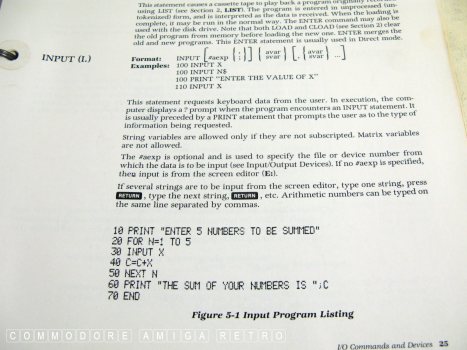 This statement causes a cassette tape to play back a program originally recorded
using LIST (see Section 2, LIST). The program is entered in unprocessed (un-
tokenized) form, and is interpreted as the data is received. When the loading is
complete, it may be run in the normal way. The ENTER command may also be
used with the disk drive. Note that both LOAD and CLOAD (see Section 2) clear
the old program from memory before loading the new one. ENTER merges the
old and new programs. This ENTER statement is usually used in Direct mode.
INPUT (I.)
Format: INPUT [ #aexp { ; , } ] { avar svar } [ , { avar svar } ... ]
Examples: 100 INPUT X
100 INPUT N$
100 PRINT "ENTER THE VALUE OF X"
110 INPUT X
This statement requests keyboard data from the user. In execution, the com-
puter displays a ? prompt when the program encounters an INPUT statement. It
is usually preceded by a PRINT statement that prompts the user as to the type of
information being requested.
String variables are allowed only if they are not subscripted. Matrix variables
are not allowed.
The #aexp is optional and is used to specify the file or device number from
which the data is to be input (see Input/Output Devices). If no #aexp is specified,
then input is from the screen editor (E:).
If several strings are to be input from the screen editor, type one string, press
RETURN , type the next string, RETURN , etc. Arithmetic numbers can be typed on
the same line separated by commas.
10 PRINT "ENTER 5 NUMBERS TO BE SUMMED"
20 FOR N=1 TO 5
30 INPUT X
40 C=C+X
50 NEXT N
60 PRINT "THE SUM OF YOUR NUMBERS IS ";C
70 END
Figure 5-1 Input Program Listing
COMMODORE AMIGA RETRO
I/O Commands and Devices 25